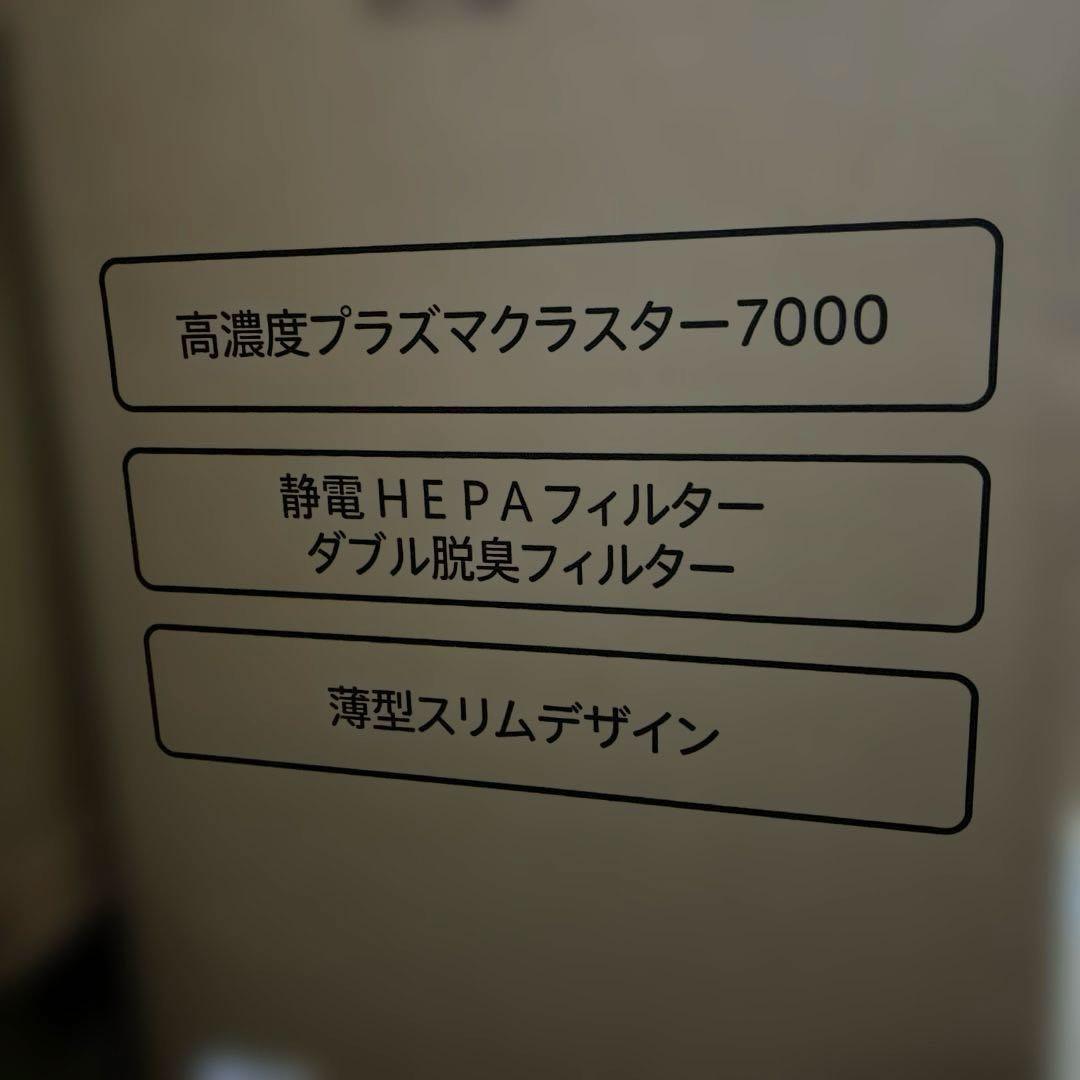 高濃度プラズマクラスター7000
静電HEPAフィルター
ダブル脱臭フィルター
薄型スリムデザイン